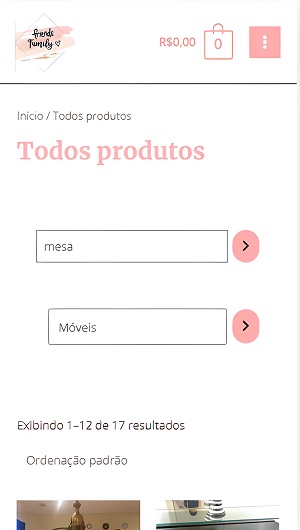 friends
Family
R$0,00
0
Início / Todos produtos
Todos produtos
mesa
Móveis
Exibindo 1–12 de 17 resultados
Ordenação padrão